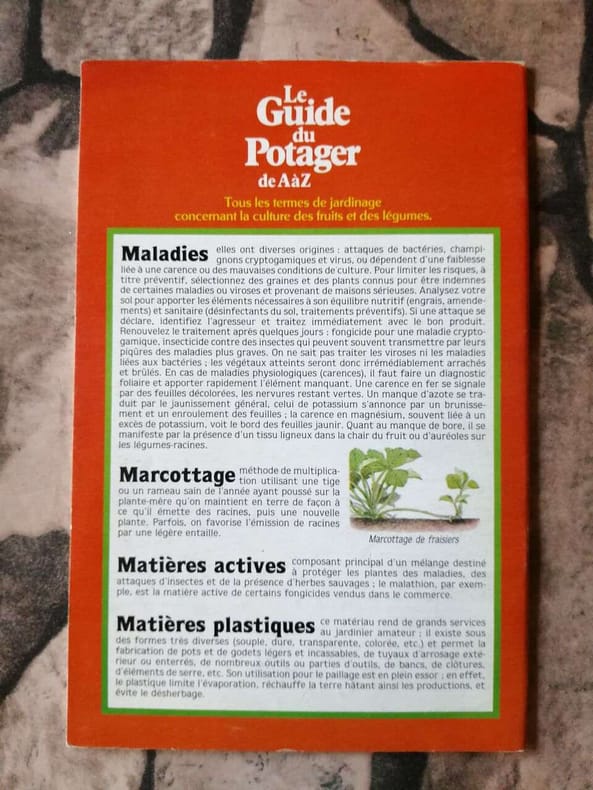 Le
Guide
du
Potager
de A à Z
Tous les termes de jardinage
concernant la culture des fruits et des légumes.
Maladies elles ont diverses origines : attaques de bactéries, champi-
gnons cryptogamiques et virus, ou dépendent d'une faiblesse
liée à une carence ou des mauvaises conditions de culture. Pour limiter les risques, à
titre préventif, sélectionnez des graines et des plants connus pour être indemnes
de certaines maladies ou viroses et provenant de maisons sérieuses. Analysez votre
sol pour apporter les éléments nécessaires à son équilibre nutritif (engrais, amende-
ments) et sanitaire (désinfectants du sol, traitements préventifs). Si une attaque se
déclare, identifiez l'agresseur et traitez immédiatement avec le bon produit.
Renouvelez le traitement après quelques jours : fongicide pour une maladie crypto-
gamique, insecticide contre des insectes qui peuvent souvent transmettre par leurs
piqûres des maladies plus graves. On ne sait pas traiter les viroses ni les maladies
liées aux bactéries ; les végétaux atteints seront donc irrémédiablement arrachés
et brûlés. En cas de maladies physiologiques (carences), il faut faire un diagnostic
foliaire et apporter rapidement l'élément manquant. Une carence en fer se signale
par des feuilles décolorées, les nervures restant vertes. Un manque d'azote se tra-
duit par le jaunissement général, celui de potassium s'annonce par un brunisse-
ment et un enroulement des feuilles ; la carence en magnésium, souvent liée à un
excès de potassium, voit le bord des feuilles jaunir. Quant au manque de bore, il se
manifeste par la présence d'un tissu ligneux dans la chair du fruit ou d'auréoles sur
les légumes-racines.
Marcottage méthode de multiplica-
tion utilisant une tige
ou un rameau sain de l'année ayant poussé sur la
plante-mère qu'on maintient en terre de façon à
ce qu'il émette des racines, puis une nouvelle
plante. Parfois, on favorise l'émission de racines
par une légère entaille.
Marcottage de fraisiers
Matières actives composant principal d'un mélange destiné
à protéger les plantes des maladies, des
attaques d'insectes et de la présence d'herbes sauvages ; le malathion, par exem-
ple, est la matière active de certains fongicides vendus dans le commerce.
Matières plastiques ce matériau rend de grands services
au jardinier amateur ; il existe sous
des formes très diverses (souple, dure, transparente, colorée, etc.) et permet la
fabrication de pots et de godets légers et incassables, de tuyaux d'arrosage exté-
rieur ou enterrés, de nombreux outils ou parties d'outils, de bancs, de clôtures,
d'éléments de serre, etc. Son utilisation pour le paillage est en plein essor ; en effet,
le plastique limite l'évaporation, réchauffe la terre hâtant ainsi les productions, et
évite le désherbage.